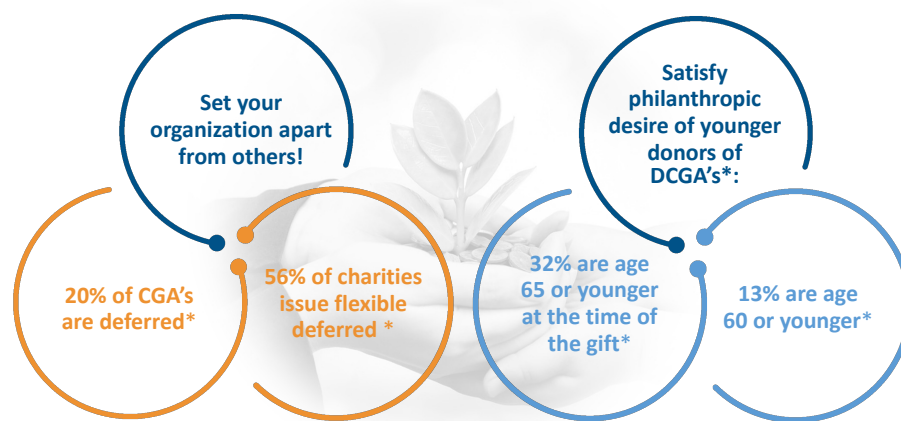 Set your
organization apart
from others!
20% of CGA's
are deferred*
56% of charities
issue flexible
deferred *
Satisfy
philanthropic
desire of younger
donors of
DCGA's*:
32% are age
65 or younger
at the time of
the gift*
13% are age
60 or younger*